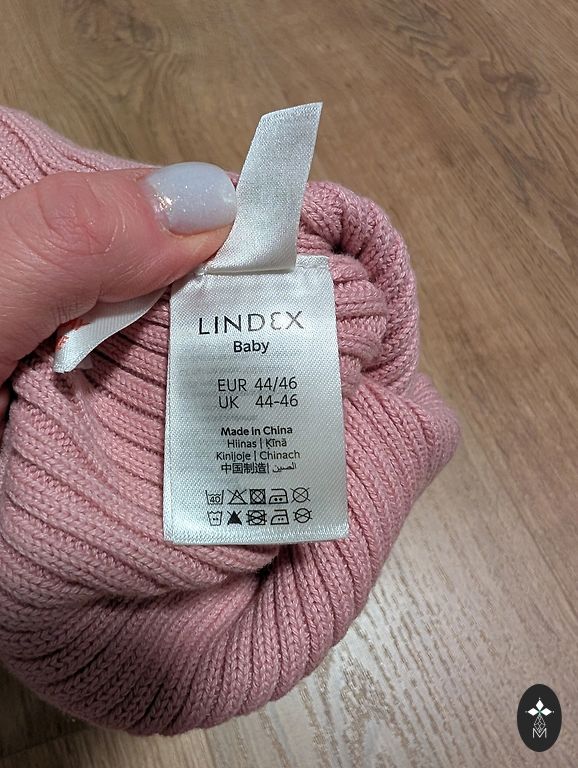 LINDEX
Baby
EUR 44/46
UK 44-46
Made in China
Hiinas | Ķīnā
Kinijoje | Chinach
中国制造| الصين
40